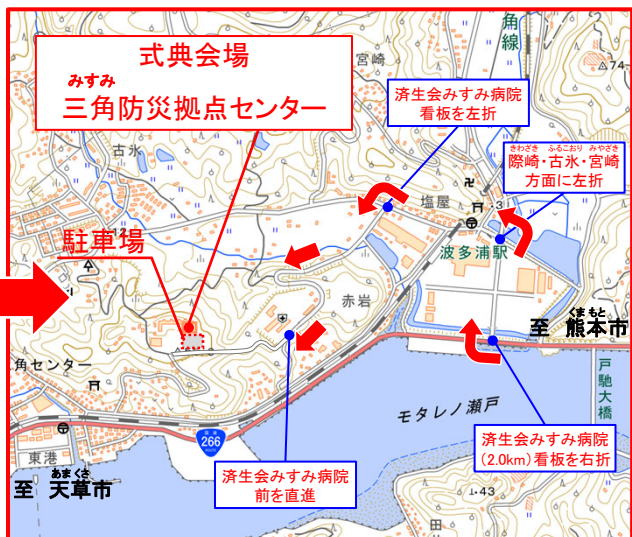 式典会場
みすみ
三角防災拠点センター
角線
宮崎
74
済生会みすみ病院
看板を左折
きわざき ふるこおり みやざき
際崎・古氷・宮崎
方面に左折
古氷
塩屋
3
12
駐車場
波多浦駅
赤岩
くまもと
至 熊本市
角センター
戸馳大橋
モタレノ瀬戸
266
済生会みすみ病院
(2.0km)看板を右折
東港
済生会みすみ病院
前を直進
あまくさ
至 天草市
43
田